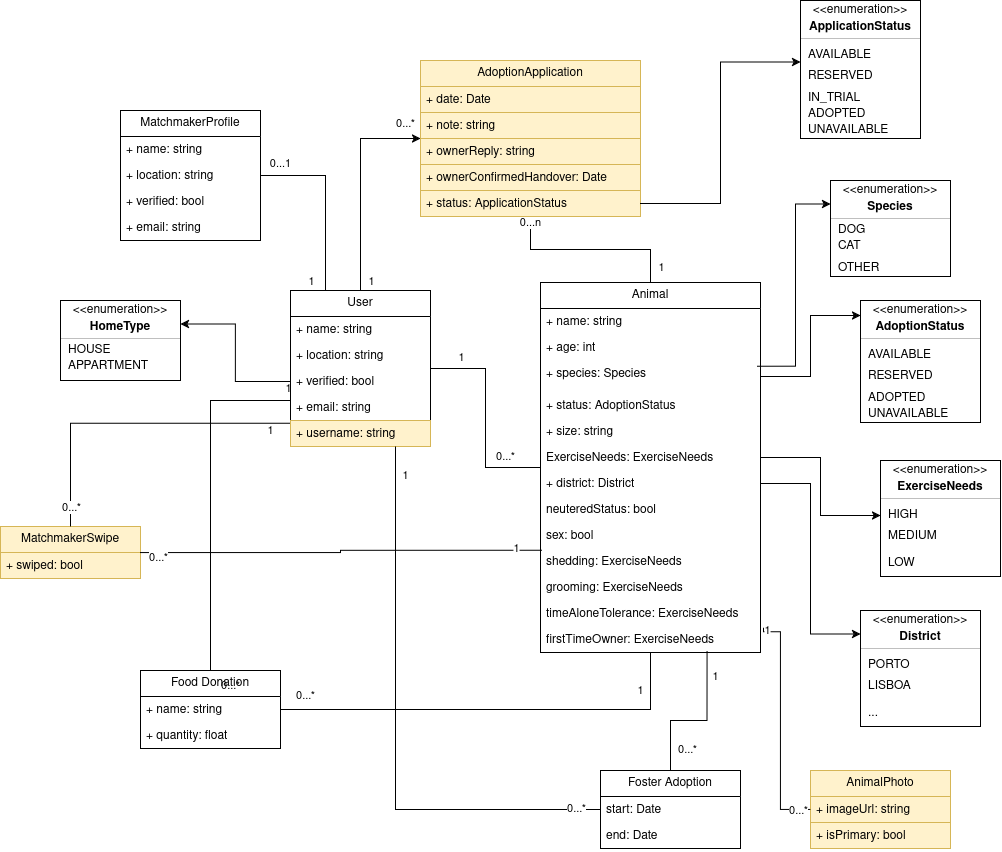 <<enumeration>>
ApplicationStatus
AVAILABLE
RESERVED
IN_TRIAL
ADOPTED
UNAVAILABLE
AdoptionApplication
+ date: Date
+ note: string
+ ownerReply: string
+ ownerConfirmedHandover: Date
+ status: ApplicationStatus
0...*
0...n
1
MatchmakerProfile
+ name: string
+ location: string
+ verified: bool
+ email: string
0...1
1
1
<<enumeration>>
Species
DOG
CAT
OTHER
<<enumeration>>
HomeType
HOUSE
APPARTMENT
User
+ name: string
+ location: string
+ verified: bool
+ email: string
+ username: string
1
1
1
1
0...*
Animal
+ name: string
+ age: int
+ species: Species
+ status: AdoptionStatus
+ size: string
ExerciseNeeds: ExerciseNeeds
+ district: District
neuteredStatus: bool
sex: bool
shedding: ExerciseNeeds
grooming: ExerciseNeeds
timeAloneTolerance: ExerciseNeeds
firstTimeOwner: ExerciseNeeds
<<enumeration>>
AdoptionStatus
AVAILABLE
RESERVED
ADOPTED
UNAVAILABLE
<<enumeration>>
ExerciseNeeds
HIGH
MEDIUM
LOW
0...*
MatchmakerSwipe
+ swiped: bool
0...*
1
<<enumeration>>
District
PORTO
LISBOA
...
1
Food Donation
0...*
+ name: string
+ quantity: float
0...*
1
1
0...*
Foster Adoption
start: Date
end: Date
0...*
AnimalPhoto
+ imageUrl: string
+ isPrimary: bool
0...*